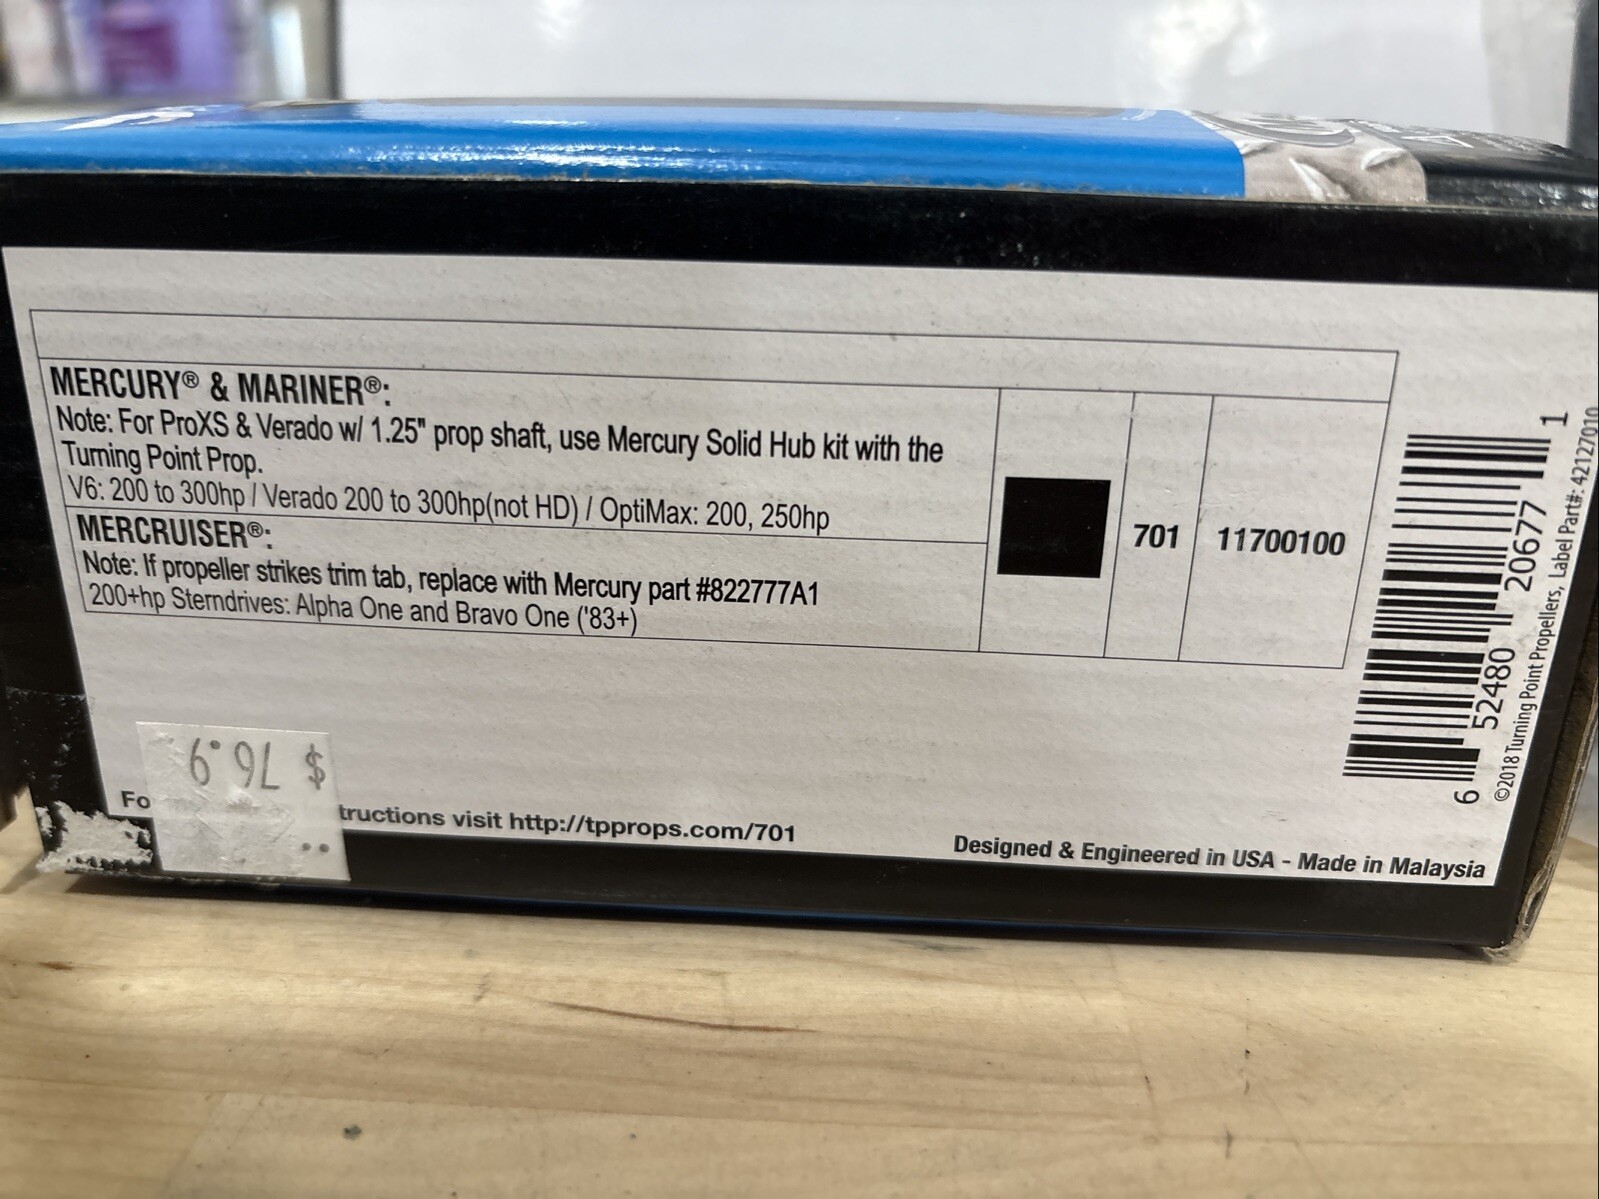 MERCURY® & MARINER®:
Note: For ProXS & Verado w/ 1.25" prop shaft, use Mercury Solid Hub kit with the
Turning Point Prop.
V6: 200 to 300hp / Verado 200 to 300hp(not HD) / OptiMax: 200, 250hp
MERCRUISER®:
Note: If propeller strikes trim tab, replace with Mercury part #822777A1
200+hp Sterndrives: Alpha One and Bravo One ('83+)
701
11700100
6 52480 20677 1
©2018 Turning Point Propellers, Label Part#: 42127010
Fo
tructions visit http://tpprops.com/701
Designed & Engineered in USA - Made in Malaysia